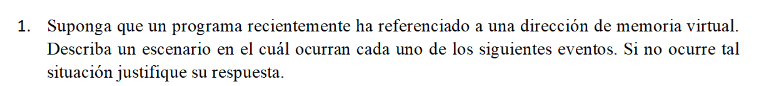 1. Suponga que un programa recientemente ha referenciado a una dirección de memoria virtual.
Describa un escenario en el cuál ocurran cada uno de los siguientes eventos. Si no ocurre tal
situación justifique su respuesta.